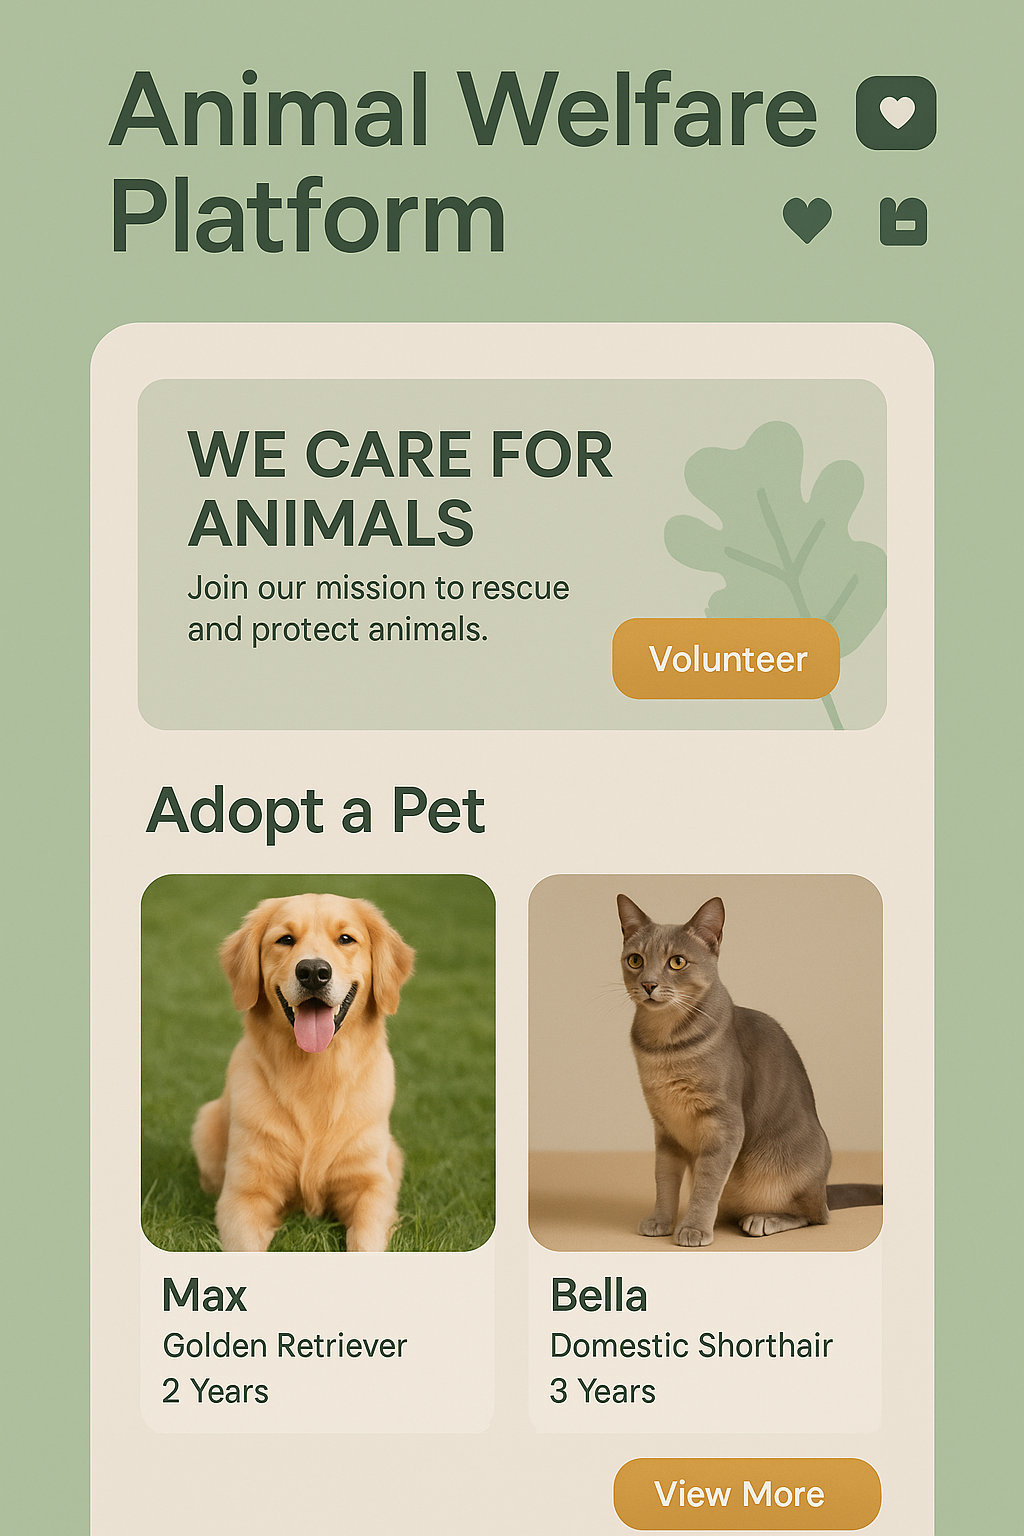 Animal Welfare
Platform
WE CARE FOR
ANIMALS
Join our mission to rescue
and protect animals.
Volunteer
Adopt a Pet
Max
Golden Retriever
2 Years
Bella
Domestic Shorthair
3 Years
View More